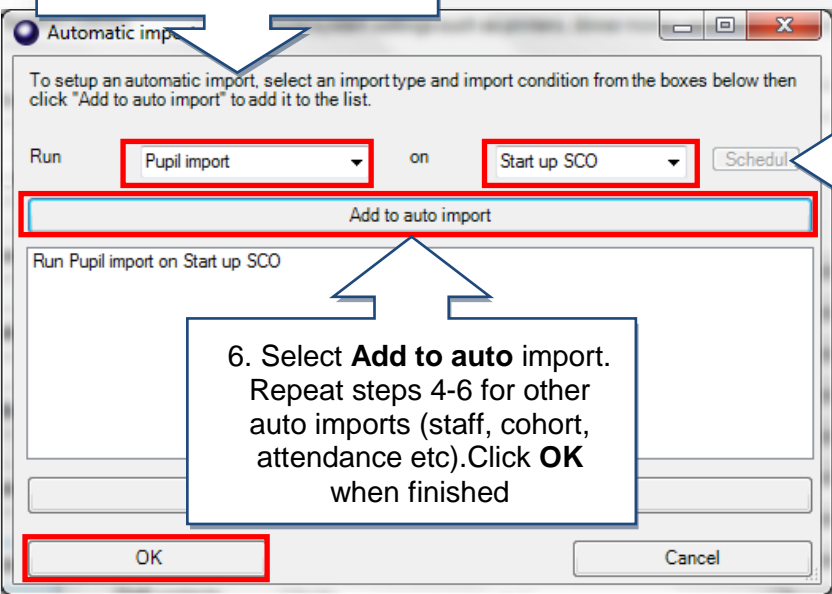 Automatic
To setup an automatic import, select an import type and import condition from the boxes below then
click "Add to auto import" to add it to the list.
Run Pupil import on Start up SCO Schedul
Add to auto import
Run Pupil import on Start up SCO
6. Select Add to auto import.
Repeat steps 4-6 for other
auto imports (staff, cohort,
attendance etc).Click OK
when finished
OK Cancel